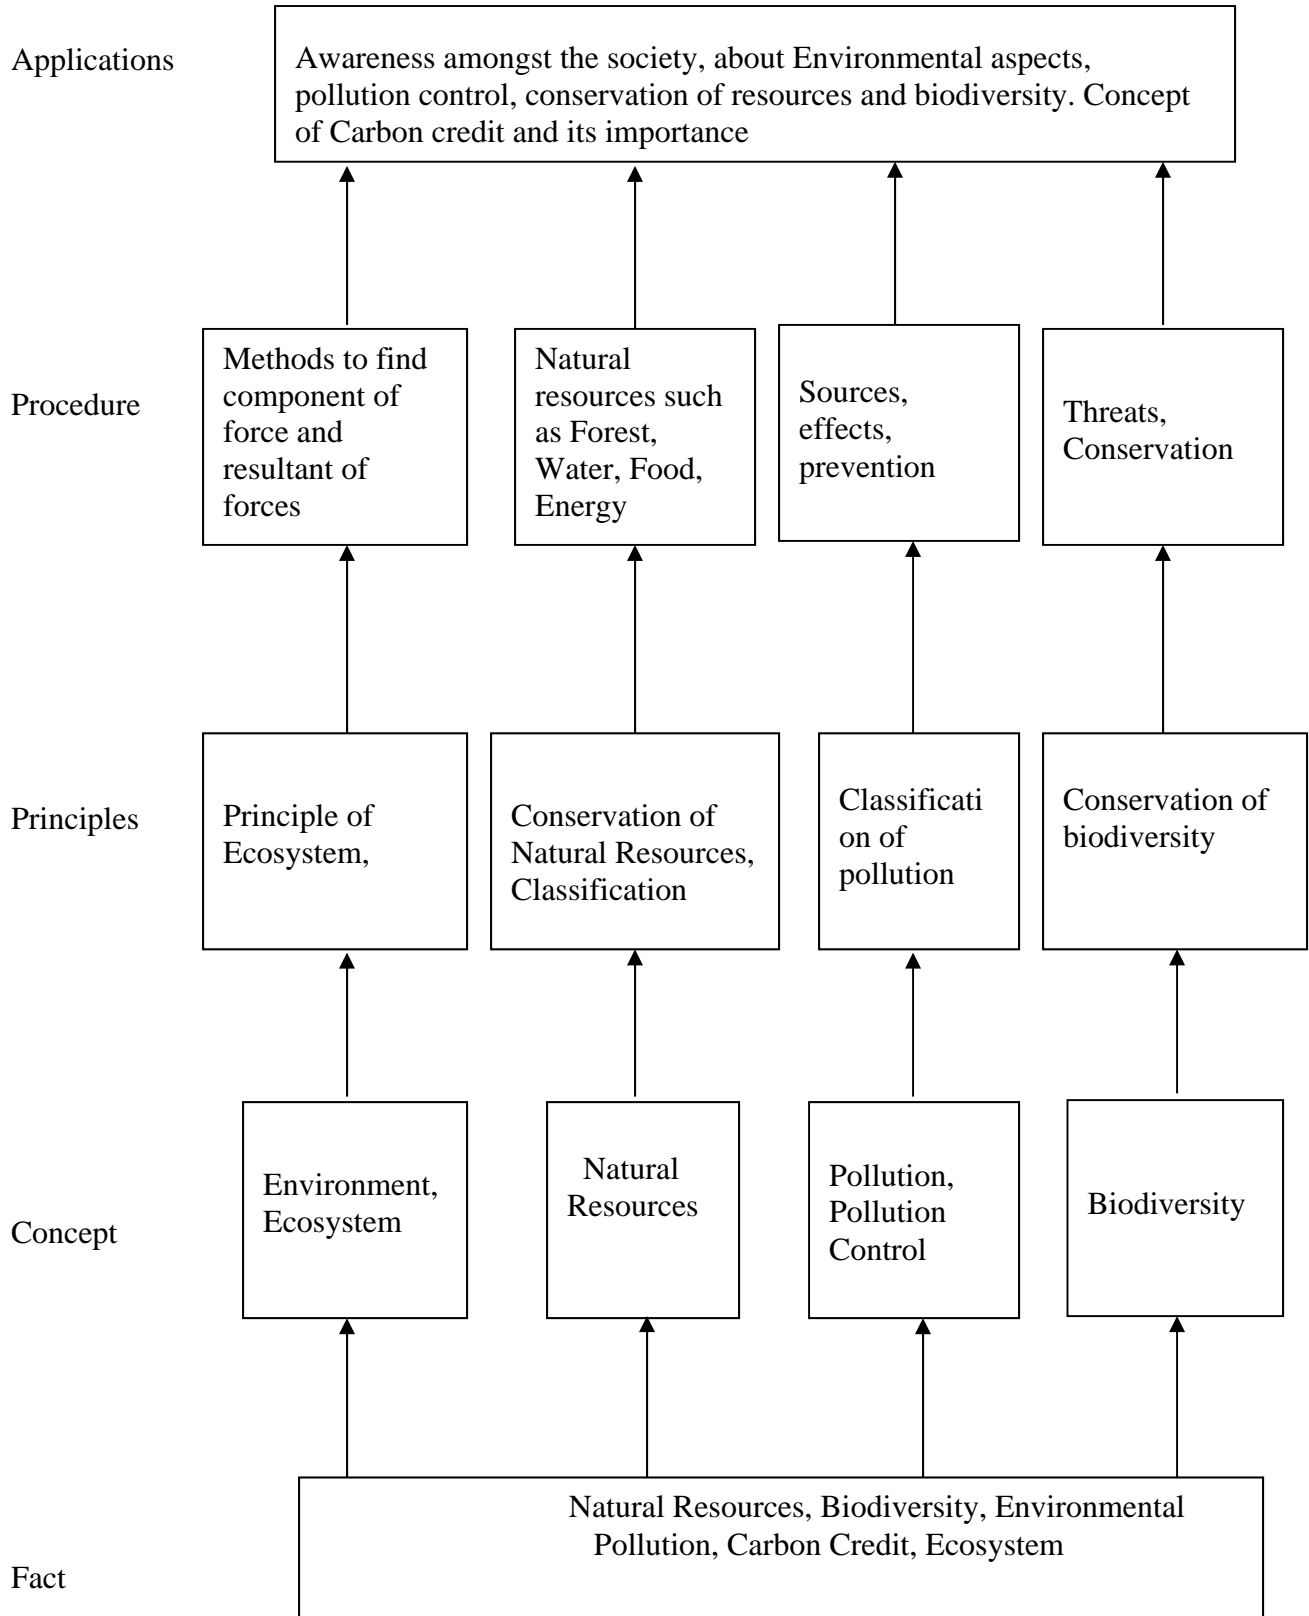 Applications
Awareness amongst the society, about Environmental aspects,
pollution control, conservation of resources and biodiversity. Concept
of Carbon credit and its importance
Procedure
Methods to find
component of
force and
resultant of
forces
Natural
resources such
as Forest,
Water, Food,
Energy
Sources,
effects,
prevention
Threats,
Conservation
Principles
Principle of
Ecosystem,
Conservation of
Natural Resources,
Classification
Classificati
on of
pollution
Conservation of
biodiversity
Concept
Environment,
Ecosystem
Natural
Resources
Pollution,
Pollution
Control
Biodiversity
Fact
Natural Resources, Biodiversity, Environmental
Pollution, Carbon Credit, Ecosystem